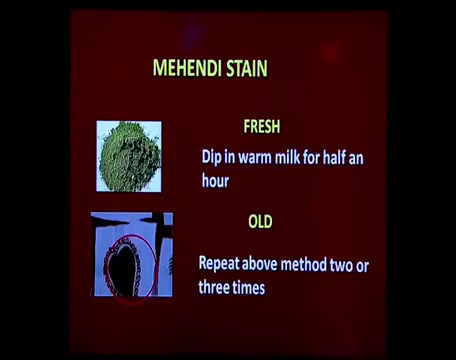 MEHENDI STAIN
FRESH
Dip in warm milk for half an
hour
OLD
Repeat above method two or
three times